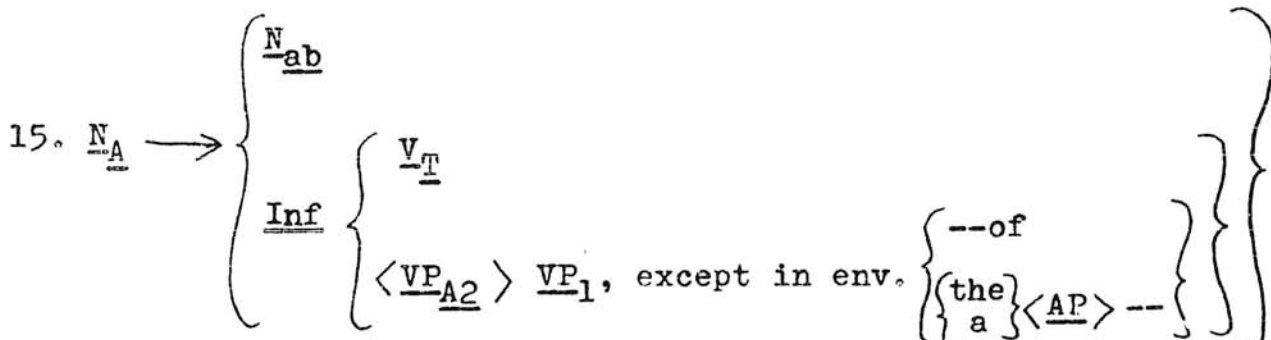 N_ab
15. N_A ⟶
V_T
Inf
--of
⟨VP_A2⟩ VP_1, except in env.
the
⟨AP⟩ --
a